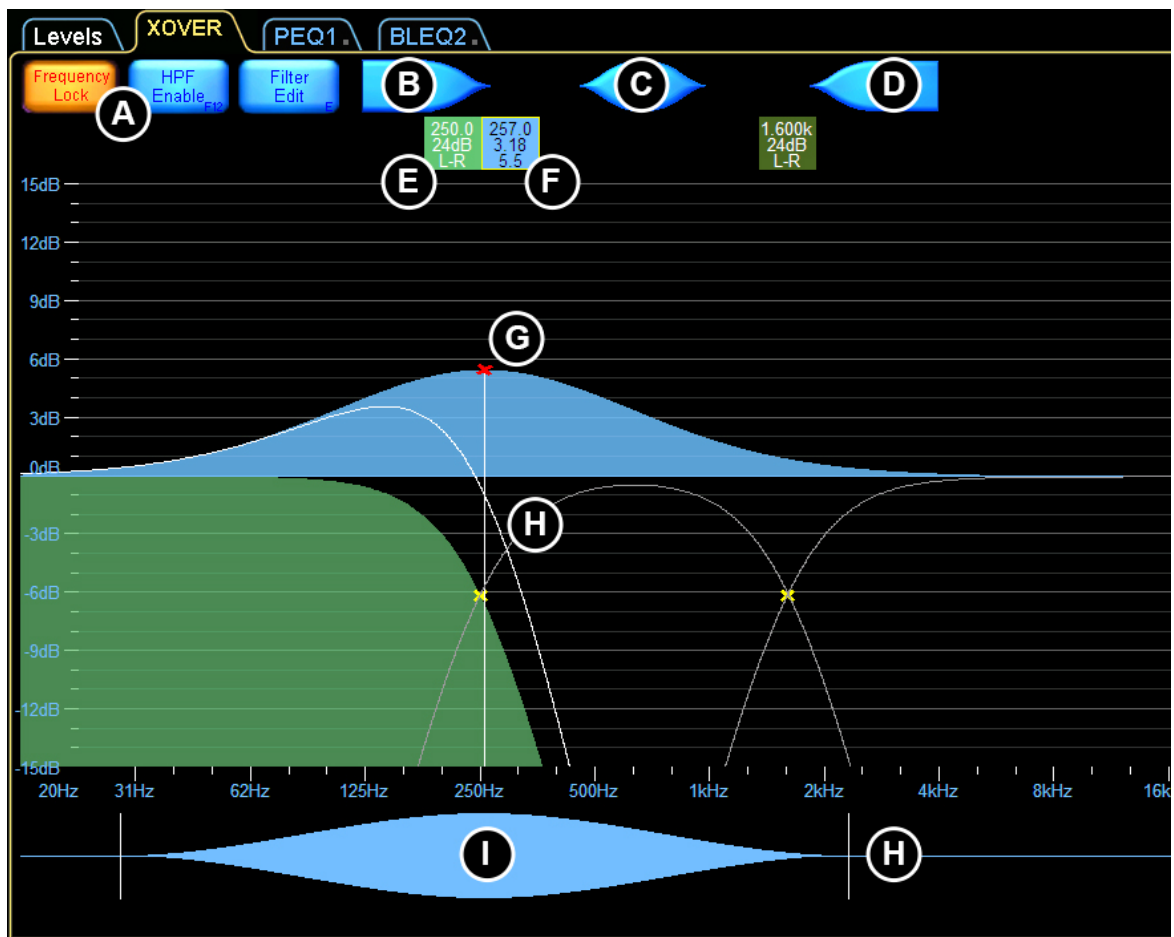 Levels XOVER PEQ1 BLEQ2
Frequency Lock
HPF Enable F12
Filter Edit E
A
B
C
D
250.0 257.0 1.600k
24dB 3.18 24dB
L-R 5.5 L-R
E
F
15dB
12dB
9dB
G
6dB
3dB
0dB
H
-3dB
-6dB
-9dB
-12dB
-15dB
20Hz 31Hz 62Hz 125Hz 250Hz 500Hz 1kHz 2kHz 4kHz 8kHz 16k
I
H